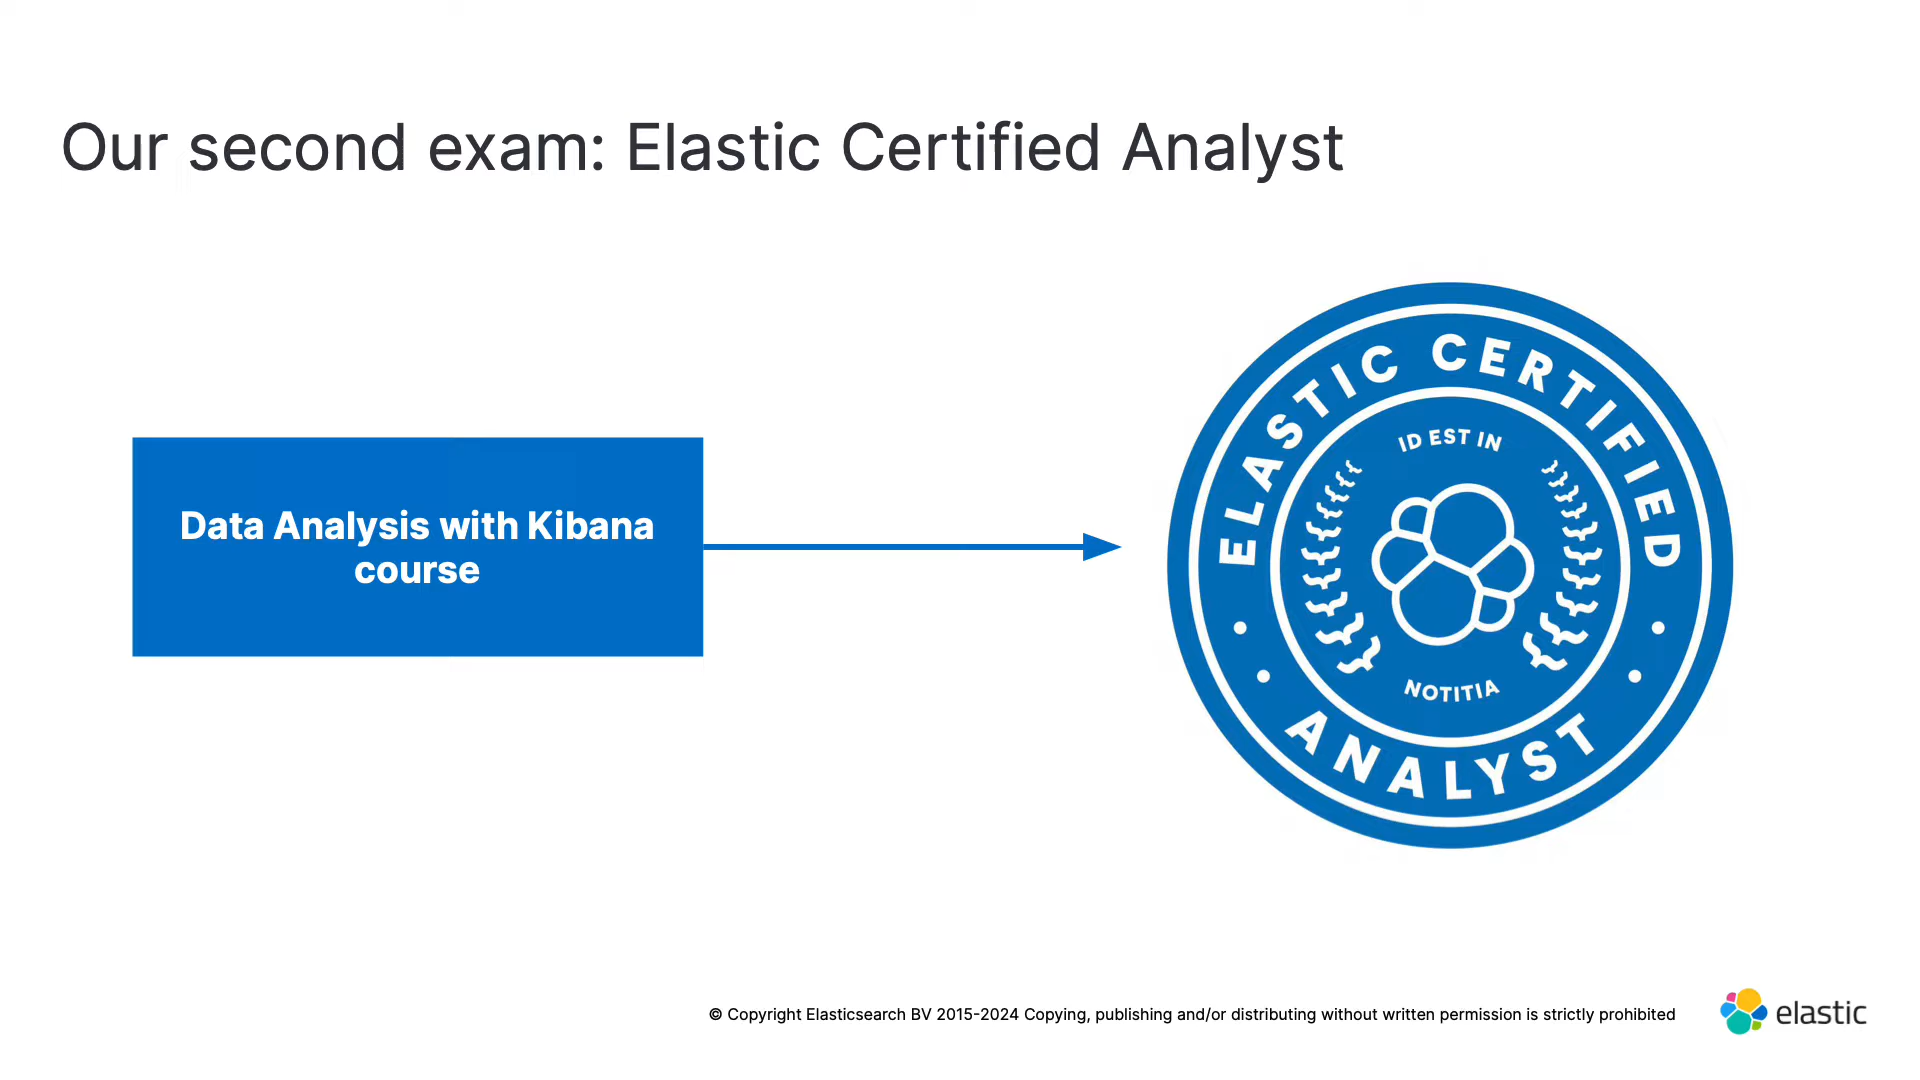 Our second exam: Elastic Certified Analyst
Data Analysis with Kibana
course
ELASTIC CERTIFIED
ID EST IN
NOTITIA
ANALYST
© Copyright Elasticsearch BV 2015-2024 Copying, publishing and/or distributing without written permission is strictly prohibited
elastic